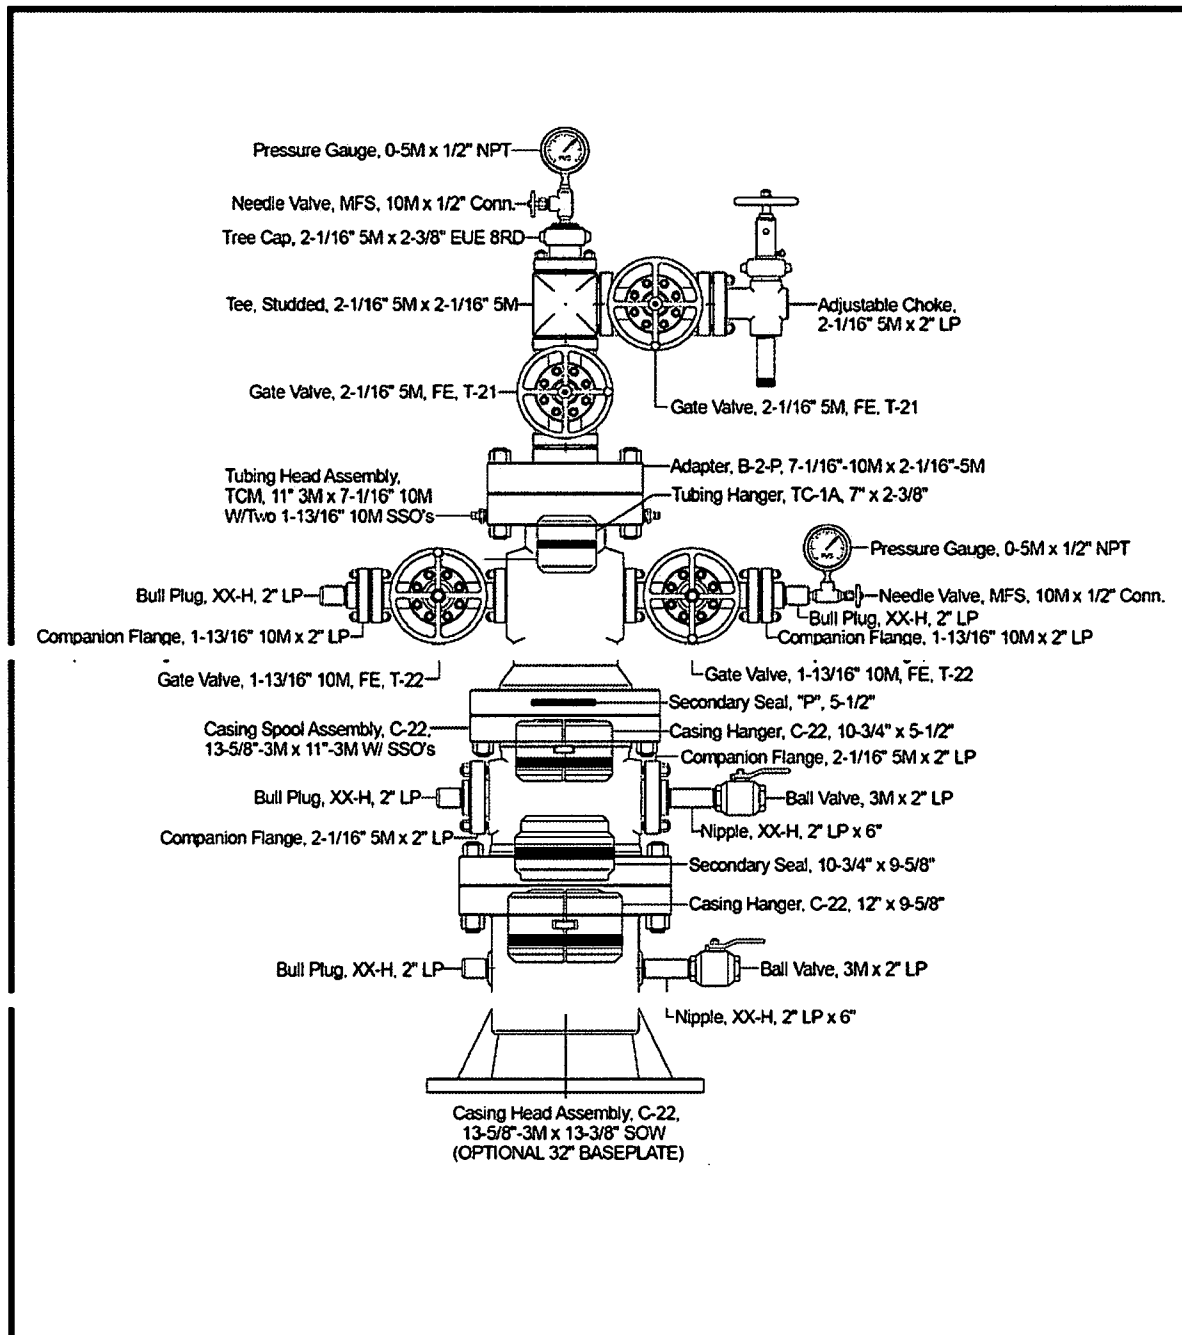 Pressure Gauge, 0-5M x 1/2" NPT
Needle Valve, MFS, 10M x 1/2" Conn.
Tree Cap, 2-1/16" 5M x 2-3/8" EUE 8RD
Tee, Studded, 2-1/16" 5M x 2-1/16" 5M
Adjustable Choke,
2-1/16" 5M x 2" LP
Gate Valve, 2-1/16" 5M, FE, T-21
Gate Valve, 2-1/16" 5M, FE, T-21
Adapter, B-2-P, 7-1/16"-10M x 2-1/16"-5M
Tubing Head Assembly,
TCM, 11" 3M x 7-1/16" 10M
W/Two 1-13/16" 10M SSO's
Tubing Hanger, TC-1A, 7" x 2-3/8"
Pressure Gauge, 0-5M x 1/2" NPT
Bull Plug, XX-H, 2" LP
Needle Valve, MFS, 10M x 1/2" Conn.
Bull Plug, XX-H, 2" LP
Companion Flange, 1-13/16" 10M x 2" LP
Companion Flange, 1-13/16" 10M x 2" LP
Gate Valve, 1-13/16" 10M, FE, T-22
Gate Valve, 1-13/16" 10M, FE, T-22
Secondary Seal, "P", 5-1/2"
Casing Spool Assembly, C-22,
13-5/8"-3M x 11"-3M W/ SSO's
Casing Hanger, C-22, 10-3/4" x 5-1/2"
Companion Flange, 2-1/16" 5M x 2" LP
Bull Plug, XX-H, 2" LP
Ball Valve, 3M x 2" LP
Companion Flange, 2-1/16" 5M x 2" LP
Nipple, XX-H, 2" LP x 6"
Secondary Seal, 10-3/4" x 9-5/8"
Casing Hanger, C-22, 12" x 9-5/8"
Bull Plug, XX-H, 2" LP
Ball Valve, 3M x 2" LP
Nipple, XX-H, 2" LP x 6"
Casing Head Assembly, C-22,
13-5/8"-3M x 13-3/8" SOW
(OPTIONAL 32" BASEPLATE)